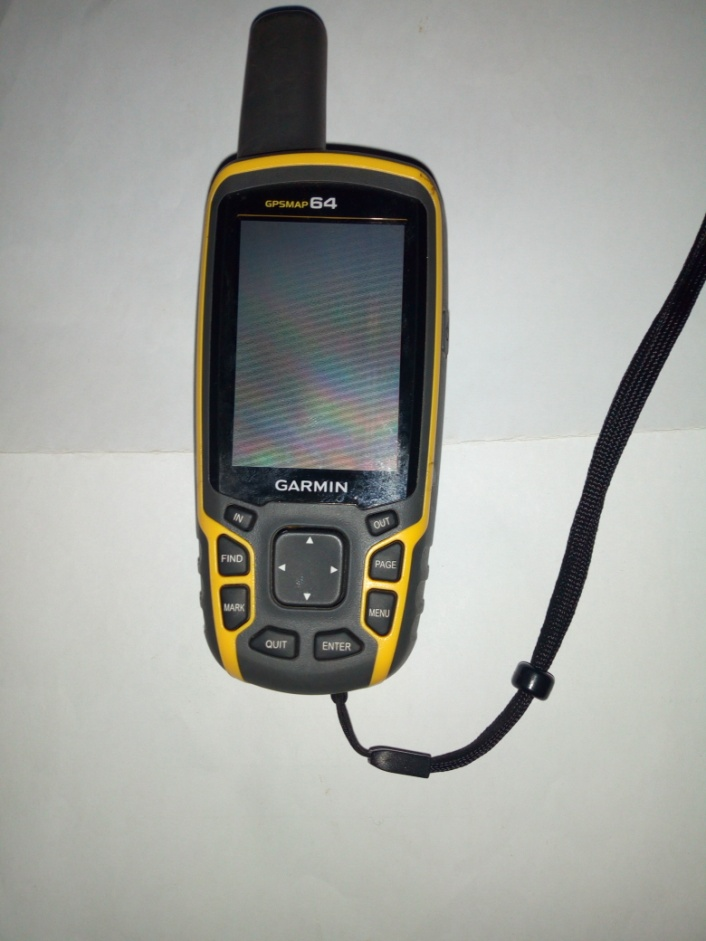 GPSMAP 64
GARMIN
IN
OUT
FIND
PAGE
MARK
MENU
QUIT
ENTER